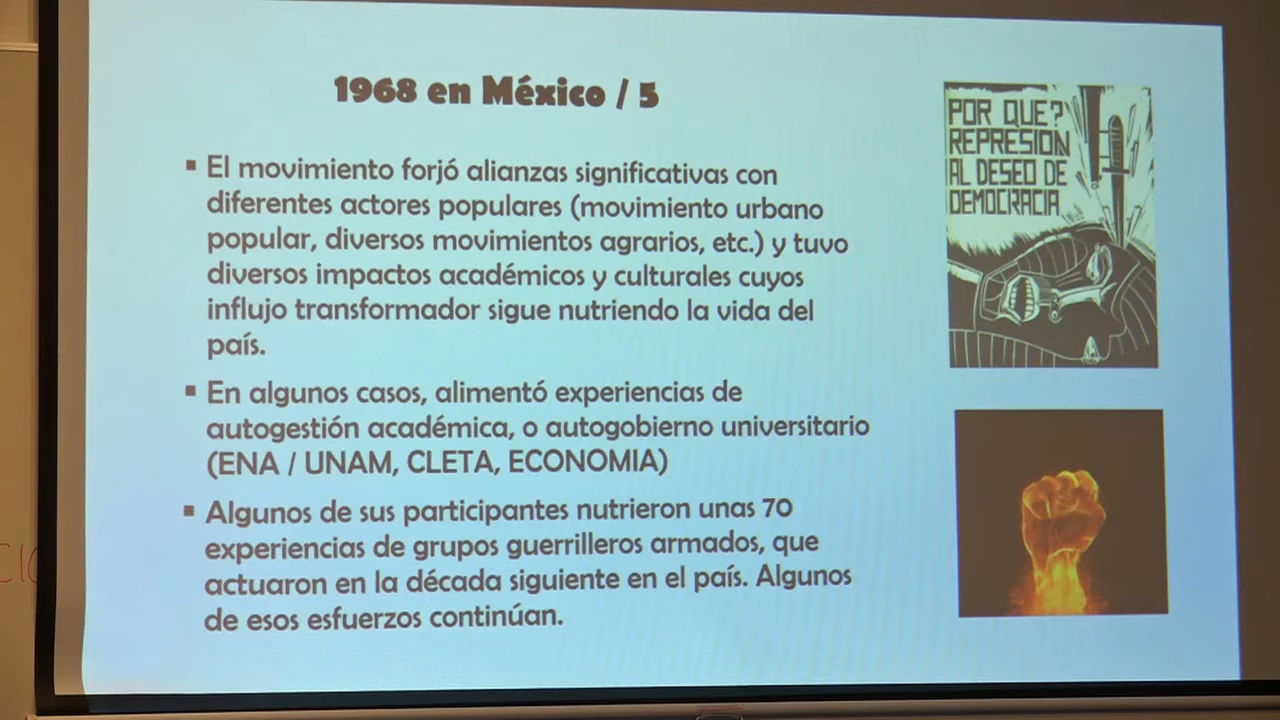 1968 en México / 5
▪ El movimiento forjó alianzas significativas con
diferentes actores populares (movimiento urbano
popular, diversos movimientos agrarios, etc.) y tuvo
diversos impactos académicos y culturales cuyos
influjo transformador sigue nutriendo la vida del
país.
▪ En algunos casos, alimentó experiencias de
autogestión académica, o autogobierno universitario
(ENA / UNAM, CLETA, ECONOMIA)
▪ Algunos de sus participantes nutrieron unas 70
experiencias de grupos guerrilleros armados, que
actuaron en la década siguiente en el país. Algunos
de esos esfuerzos continúan.
POR QUE?
REPRESION
AL DESEO DE
DEMOCRACIA